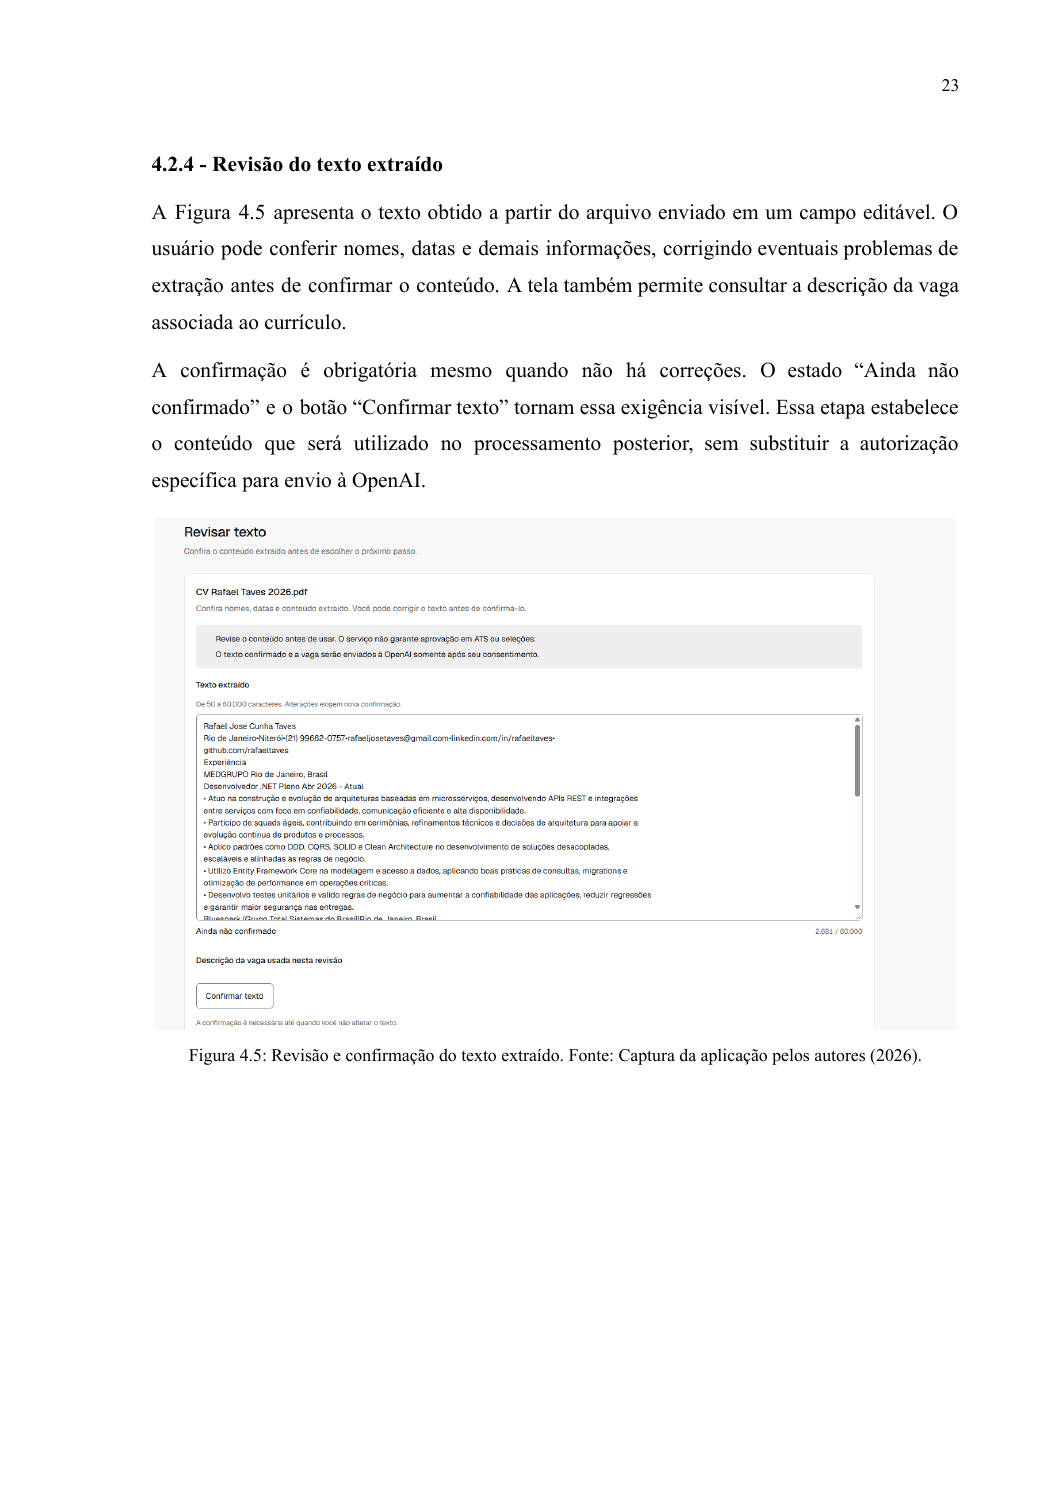 23
4.2.4 - Revisão do texto extraído
A Figura 4.5 apresenta o texto obtido a partir do arquivo enviado em um campo editável. O
usuário pode conferir nomes, datas e demais informações, corrigindo eventuais problemas de
extração antes de confirmar o conteúdo. A tela também permite consultar a descrição da vaga
associada ao currículo.
A confirmação é obrigatória mesmo quando não há correções. O estado “Ainda não
confirmado” e o botão “Confirmar texto” tornam essa exigência visível. Essa etapa estabelece
o conteúdo que será utilizado no processamento posterior, sem substituir a autorização
específica para envio à OpenAI.
Revisar texto
Confira o conteúdo extraído antes de escolher o próximo passo.
CV Rafael Taves 2026.pdf
Confira nomes, datas e conteúdo extraído. Você pode corrigir o texto antes de confirmá-lo.
Revise o conteúdo antes de usar. O serviço não garante aprovação em ATS ou seleções.
O texto confirmado e a vaga serão enviados à OpenAI somente após seu consentimento.
Texto extraído
De 50 a 60.000 caracteres. Alterações exigem nova confirmação.
Rafael Jose Cunha Taves
Rio de Janeiro•Niterói•(21) 99662-0757•rafaeljosetaves@gmail.com•linkedin.com/in/rafaeltaves•
github.com/rafaeltaves
Experiência
MEDGRUPO Rio de Janeiro, Brasil
Desenvolvedor .NET Pleno Abr 2026 - Atual
• Atuo na construção e evolução de arquiteturas baseadas em microsserviços, desenvolvendo APIs REST e integrações
entre serviços com foco em confiabilidade, comunicação eficiente e alta disponibilidade.
• Participo de squads ágeis, contribuindo em cerimônias, refinamentos técnicos e decisões de arquitetura para apoiar a
evolução contínua de produtos e processos.
• Aplico padrões como DDD, CQRS, SOLID e Clean Architecture no desenvolvimento de soluções desacopladas,
escaláveis e alinhadas às regras de negócio.
• Utilizo Entity Framework Core na modelagem e acesso a dados, aplicando boas práticas de consultas, migrations e
otimização de performance em operações críticas.
• Desenvolvo testes unitários e valido regras de negócio para aumentar a confiabilidade das aplicações, reduzir regressões
e garantir maior segurança nas entregas.
Bluespark (Grupo Total Sistemas do Brasil)Rio de Janeiro, Brasil
Ainda não confirmado
2.681 / 60.000
Descrição da vaga usada nesta revisão
Confirmar texto
A confirmação é necessária até quando você não alterar o texto.
Figura 4.5: Revisão e confirmação do texto extraído. Fonte: Captura da aplicação pelos autores (2026).